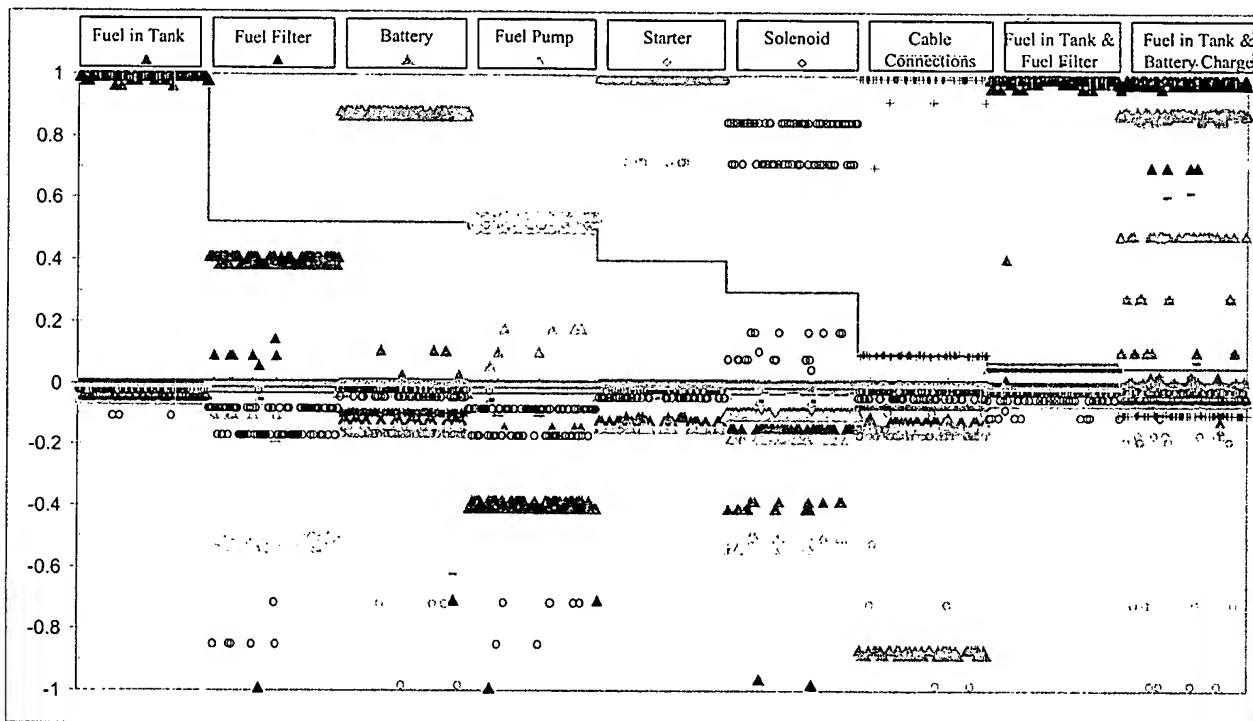 Fuel in Tank
Fuel Filter
Battery
Fuel Pump
Starter
Solenoid
Cable
Connections
Fuel in Tank &
Fuel Filter
Fuel in Tank &
Battery Charge
1
0.8
0.6
0.4
0.2
0
-0.2
-0.4
-0.6
-0.8
-1